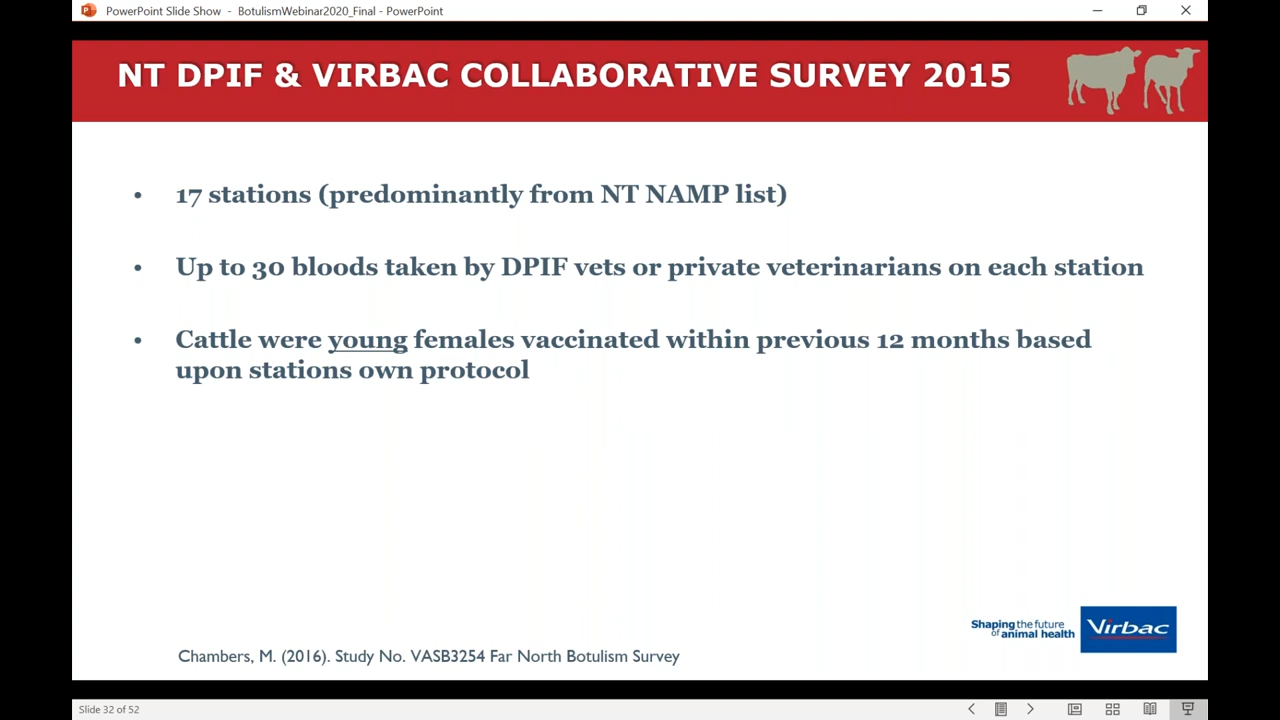 PowerPoint Slide Show - BotulismWebinar2020_Final - PowerPoint
NT DPIF & VIRBAC COLLABORATIVE SURVEY 2015
• 17 stations (predominantly from NT NAMP list)
• Up to 30 bloods taken by DPIF vets or private veterinarians on each station
• Cattle were young females vaccinated within previous 12 months based
upon stations own protocol
Shaping the future
of animal health
Virbac
Chambers, M. (2016). Study No. VASB3254 Far North Botulism Survey
Slide 32 of 52